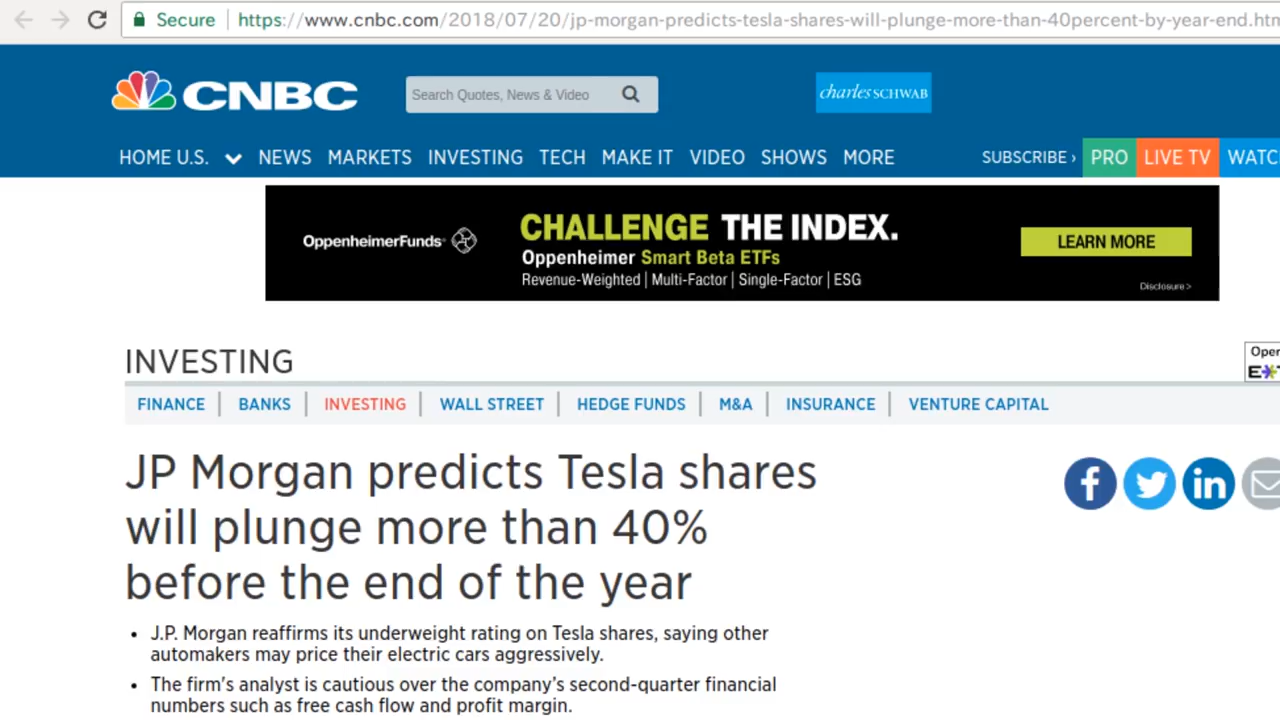 Secure https://www.cnbc.com/2018/07/20/jp-morgan-predicts-tesla-shares-will-plunge-more-than-40percent-by-year-end.htm
CNBC
Search Quotes, News & Video
charles SCHWAB
HOME U.S. NEWS MARKETS INVESTING TECH MAKE IT VIDEO SHOWS MORE SUBSCRIBE › PRO LIVE TV WATC
OppenheimerFunds
CHALLENGE THE INDEX.
Oppenheimer Smart Beta ETFs
Revenue-Weighted | Multi-Factor | Single-Factor | ESG
LEARN MORE
Disclosure >
INVESTING
Oper
E*T
FINANCE | BANKS | INVESTING | WALL STREET | HEDGE FUNDS | M&A | INSURANCE | VENTURE CAPITAL
JP Morgan predicts Tesla shares
will plunge more than 40%
before the end of the year
f in
• J.P. Morgan reaffirms its underweight rating on Tesla shares, saying other
automakers may price their electric cars aggressively.
• The firm's analyst is cautious over the company's second-quarter financial
numbers such as free cash flow and profit margin.